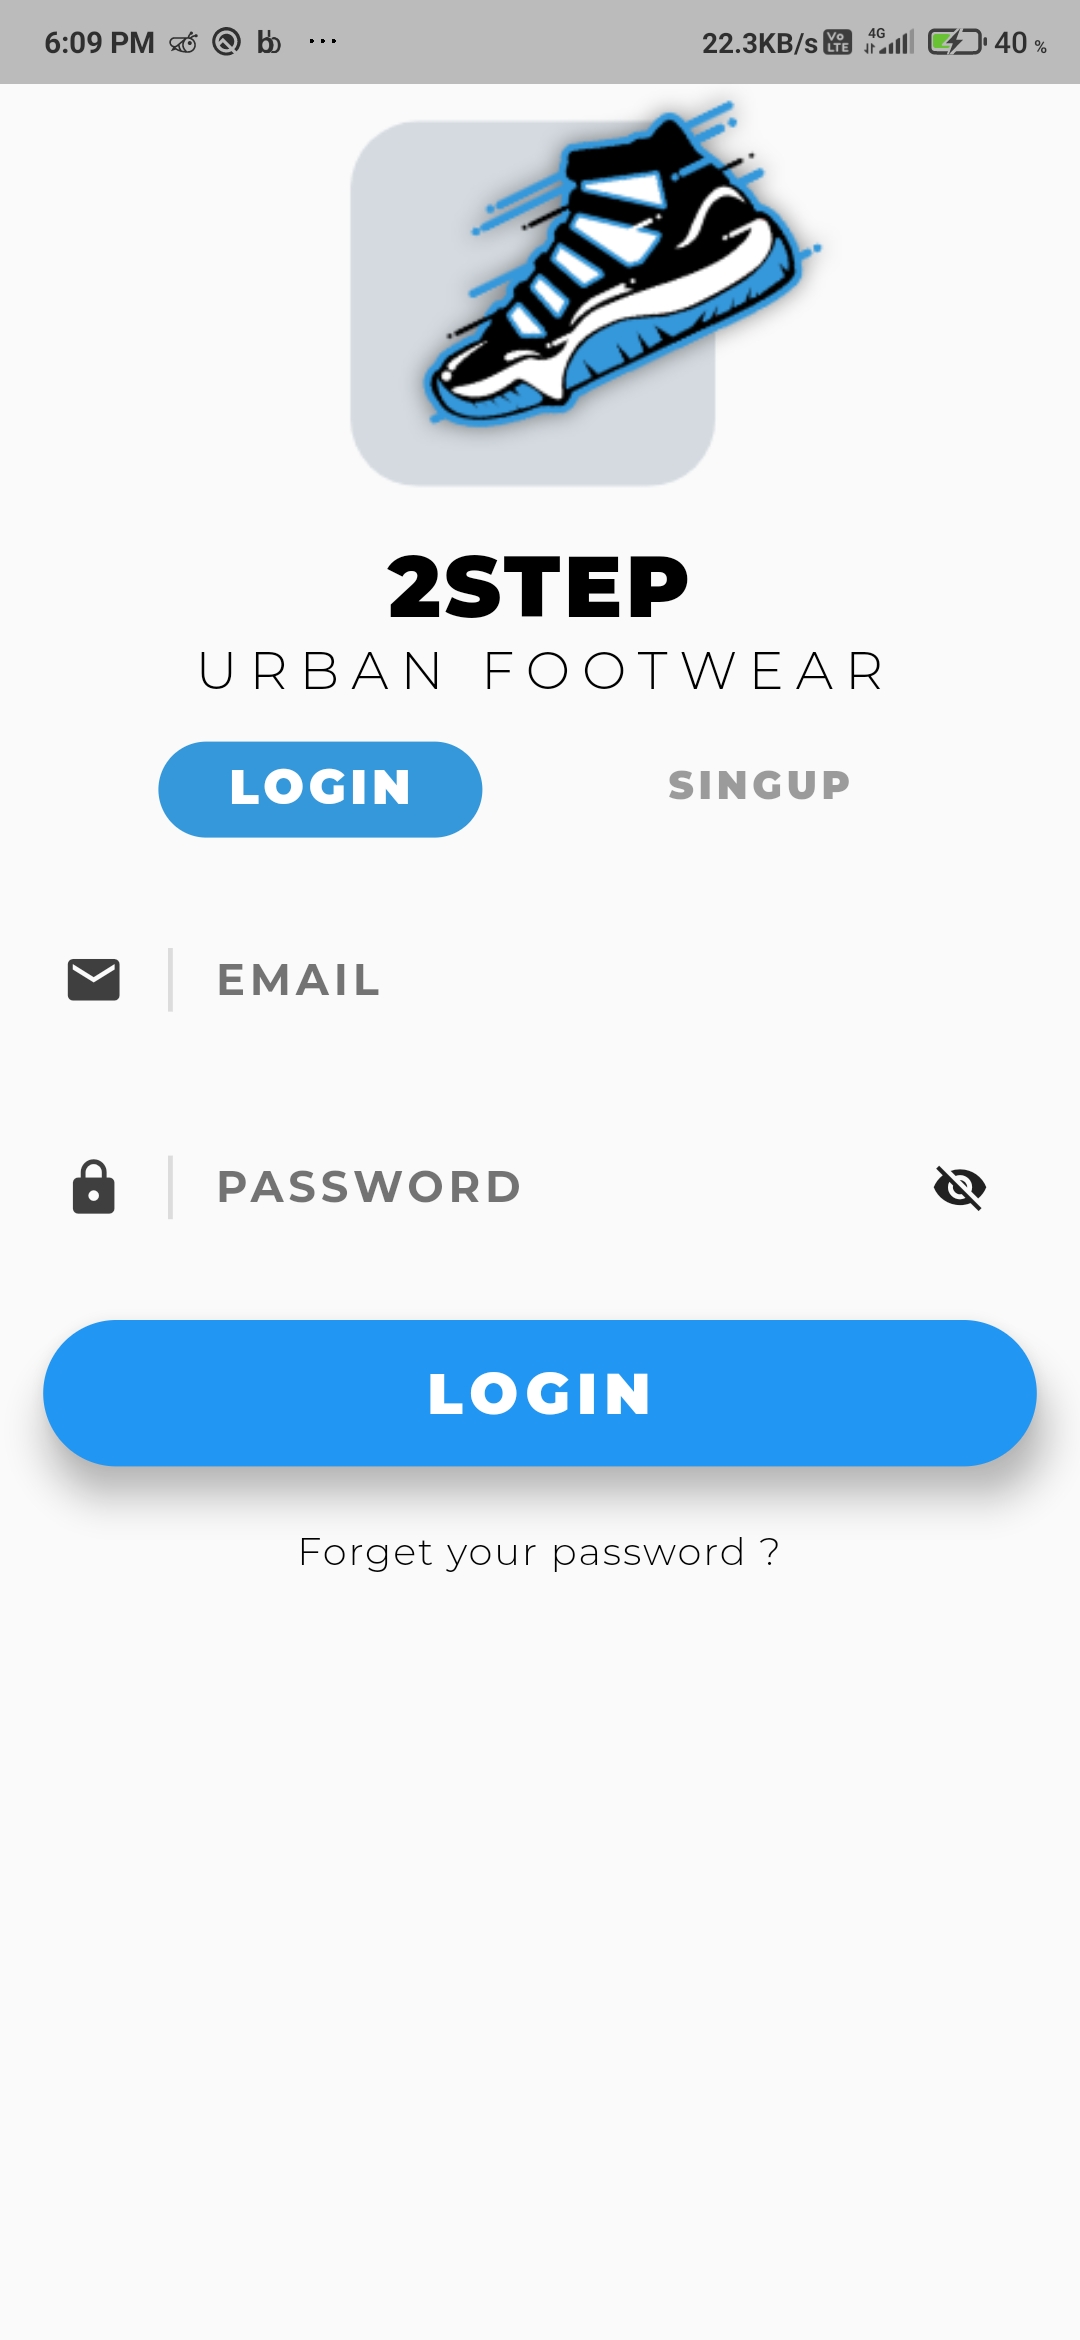 6:09 PM ... 22.3KB/s Vo LTE 4G 40 %
2STEP
URBAN FOOTWEAR
LOGIN SINGUP
EMAIL
PASSWORD
LOGIN
Forget your password ?